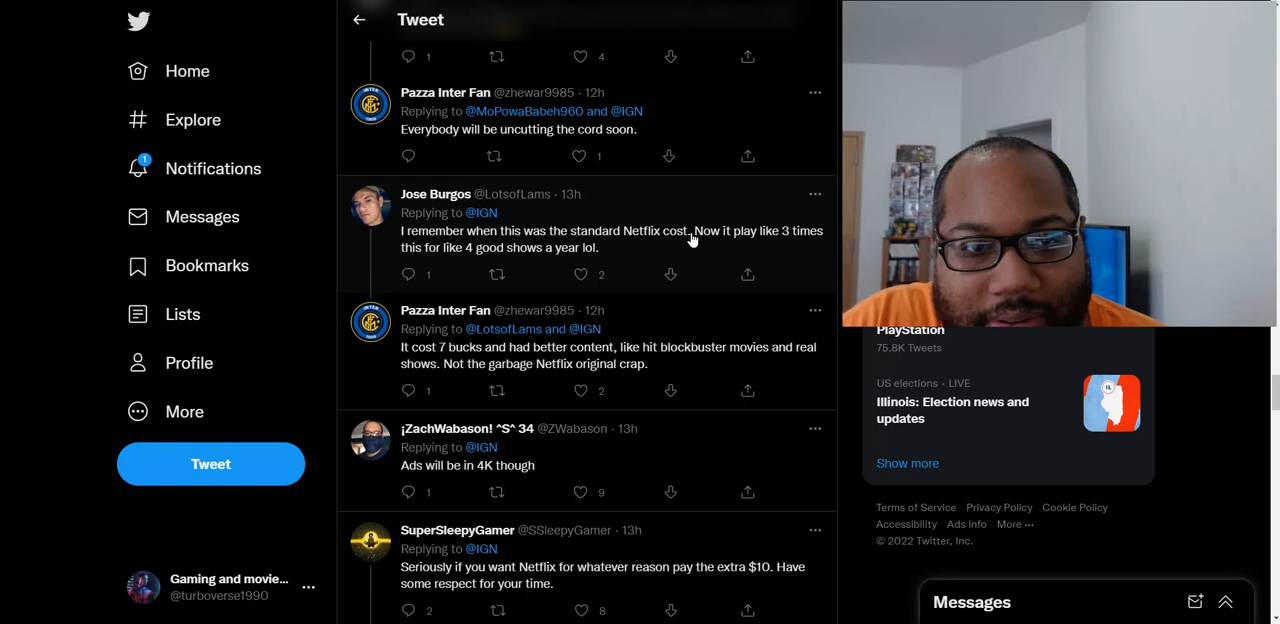 Home
Explore
1
Notifications
Messages
Bookmarks
Lists
Profile
More
Tweet
Gaming and movie...
@turboverse1990
Tweet
1
4
Pazza Inter Fan @zhewar9985 · 12h
Replying to @MoPowaBabeh960 and @IGN
Everybody will be uncutting the cord soon.
1
Jose Burgos @LotsofLams · 13h
Replying to @IGN
I remember when this was the standard Netflix cost. Now it play like 3 times
this for like 4 good shows a year lol.
1
2
Pazza Inter Fan @zhewar9985 · 12h
Replying to @LotsofLams and @IGN
It cost 7 bucks and had better content, like hit blockbuster movies and real
shows. Not the garbage Netflix original crap.
1
2
¡ZachWabason! ^S^ 34 @ZWabason · 13h
Replying to @IGN
Ads will be in 4K though
1
9
SuperSleepyGamer @SSleepyGamer · 13h
Replying to @IGN
Seriously if you want Netflix for whatever reason pay the extra $10. Have
some respect for your time.
2
8
PlayStation
75.8K Tweets
US elections · LIVE
Illinois: Election news and
updates
Show more
Terms of Service Privacy Policy Cookie Policy
Accessibility Ads info More ···
© 2022 Twitter, Inc.
Messages